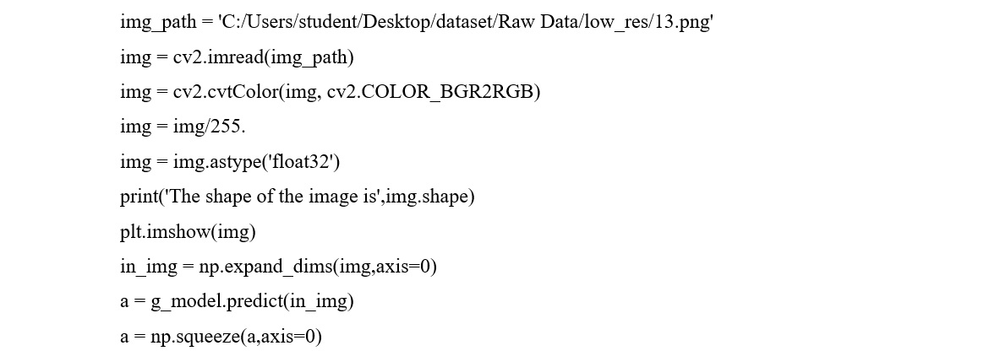 img_path = 'C:/Users/student/Desktop/dataset/Raw Data/low_res/13.png'
img = cv2.imread(img_path)
img = cv2.cvtColor(img, cv2.COLOR_BGR2RGB)
img = img/255.
img = img.astype('float32')
print('The shape of the image is',img.shape)
plt.imshow(img)
in_img = np.expand_dims(img,axis=0)
a = g_model.predict(in_img)
a = np.squeeze(a,axis=0)